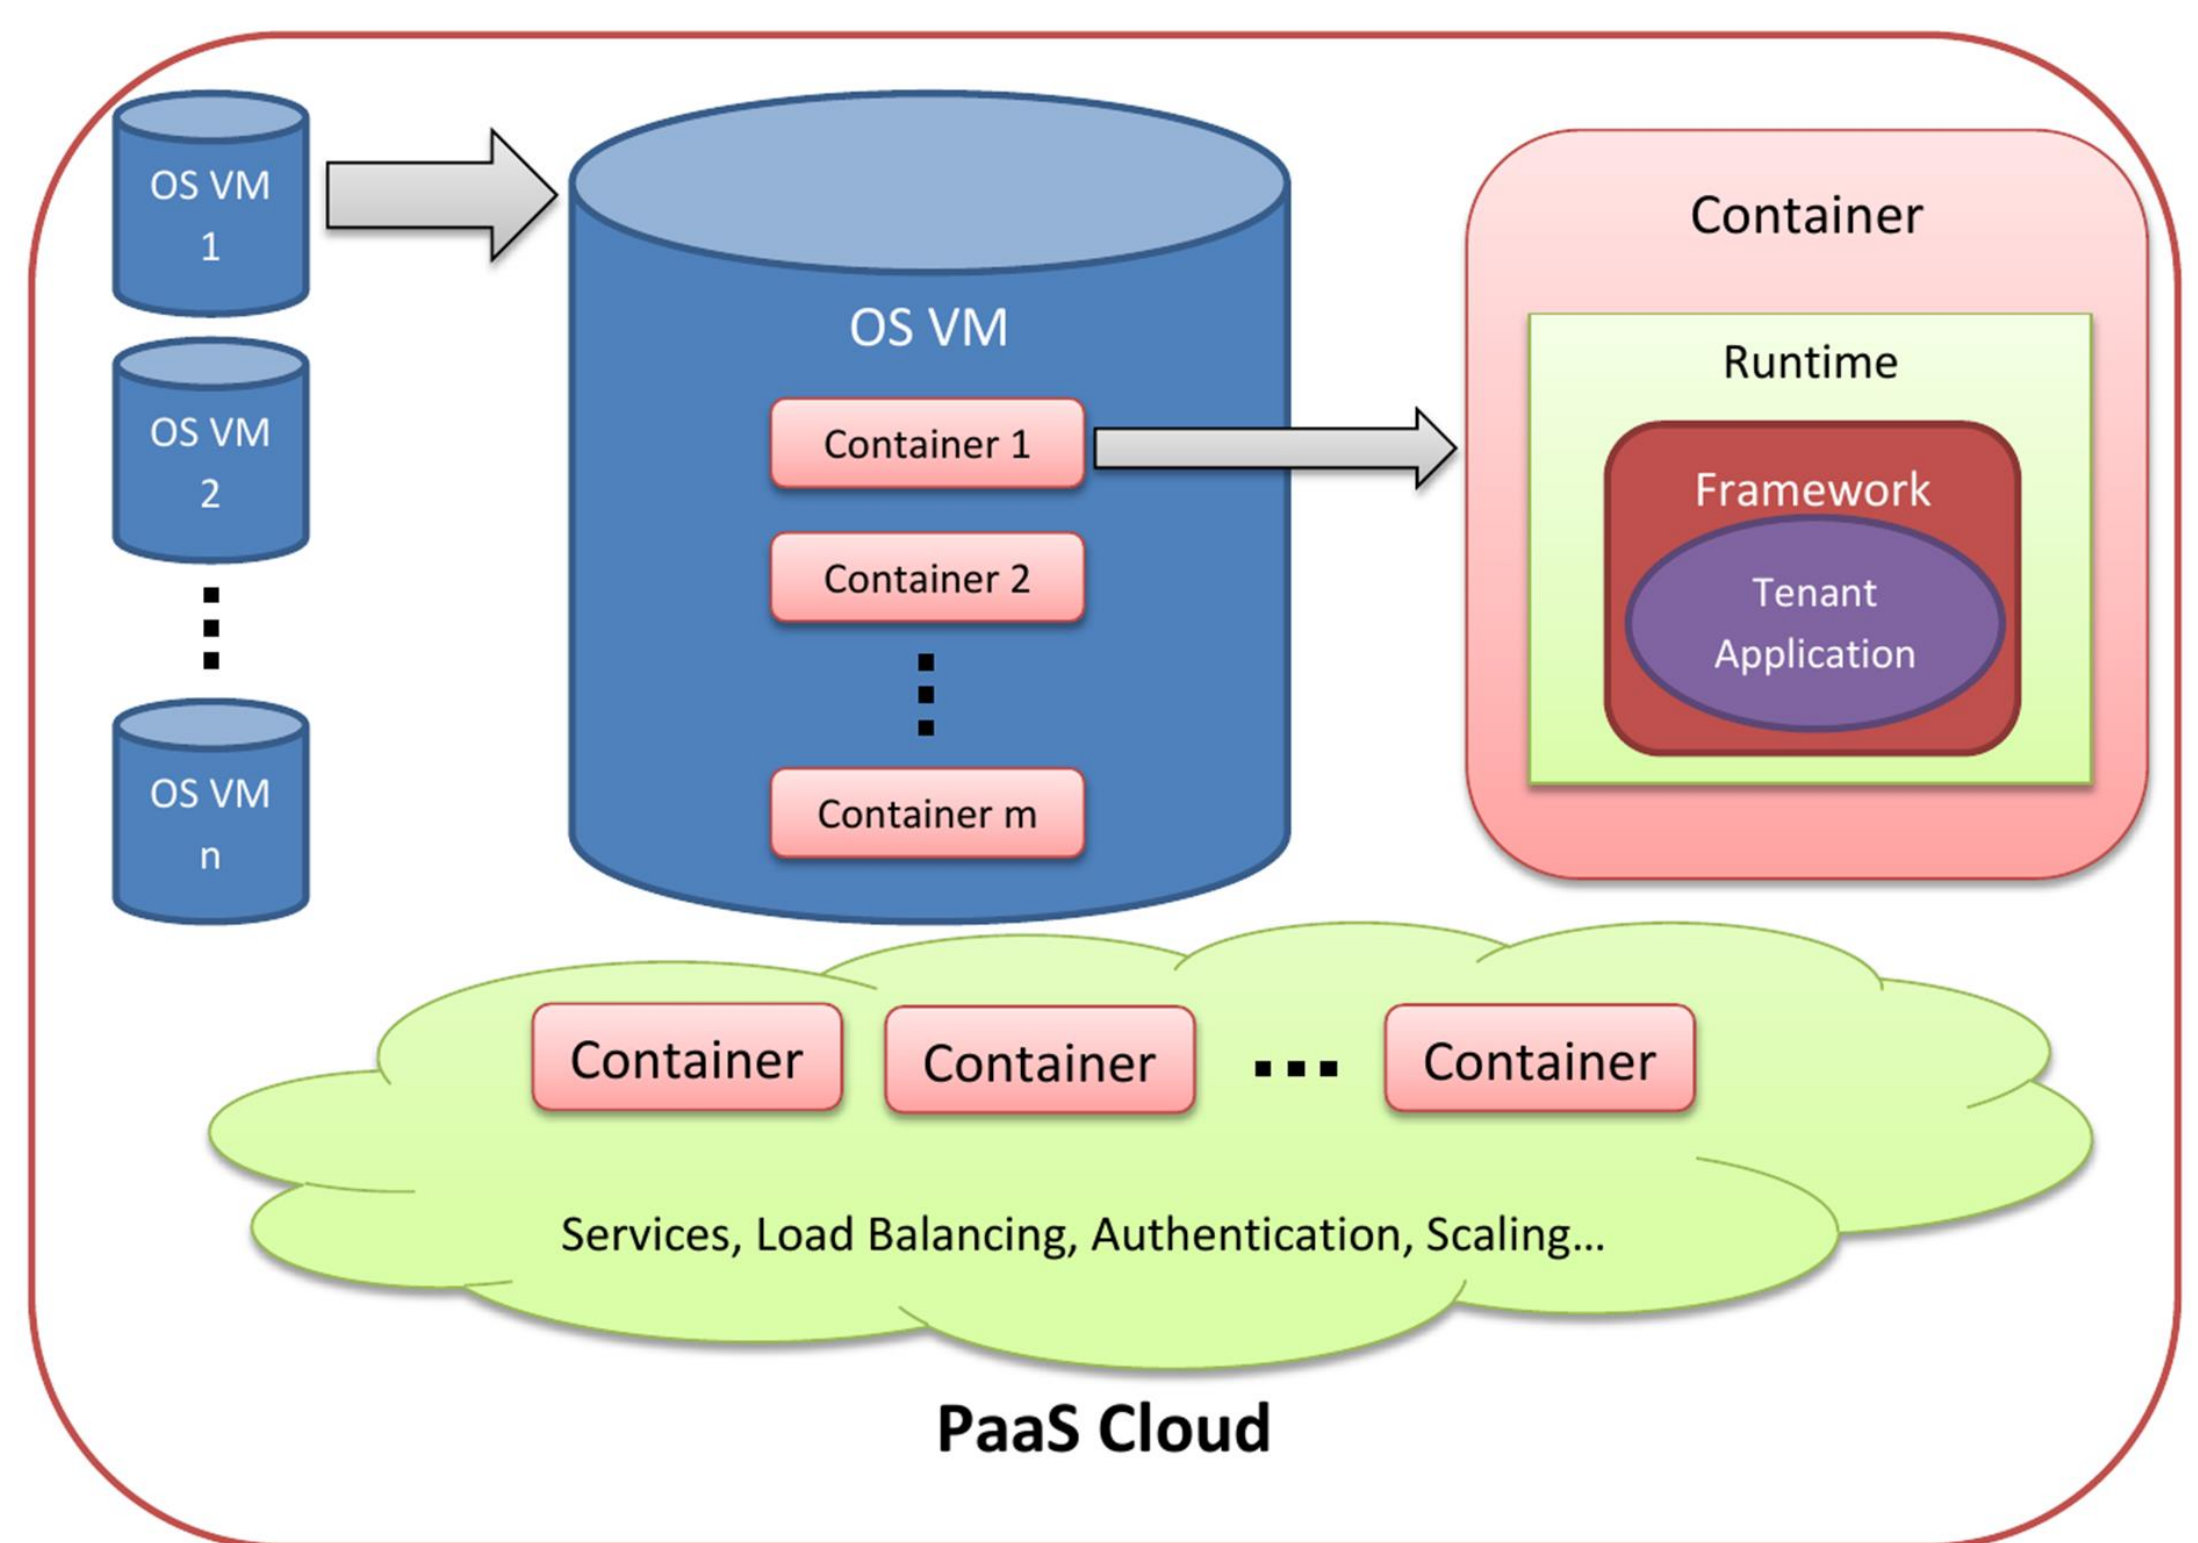 OS VM
1
OS VM
2
OS VM
n
OS VM
Container 1
Container 2
Container m
Container
Runtime
Framework
Tenant
Application
Container
Container
...
Container
Services, Load Balancing, Authentication, Scaling...
PaaS Cloud